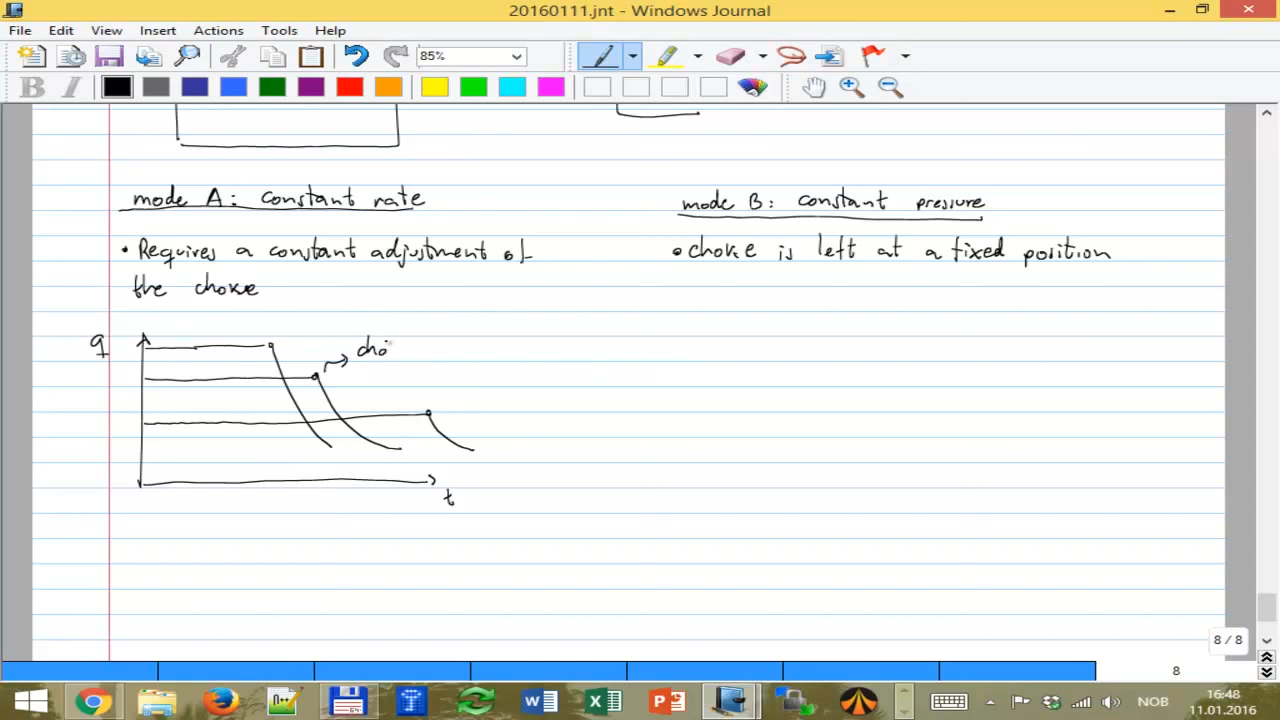 20160111.jnt - Windows Journal
File Edit View Insert Actions Tools Help
85%
B I
mode A: constant rate
• Requires a constant adjustment of
the choke
q
cho
t
mode B: constant pressure
• choke is left at a fixed position
8 / 8
8
64
NOB
16:48
11.01.2016